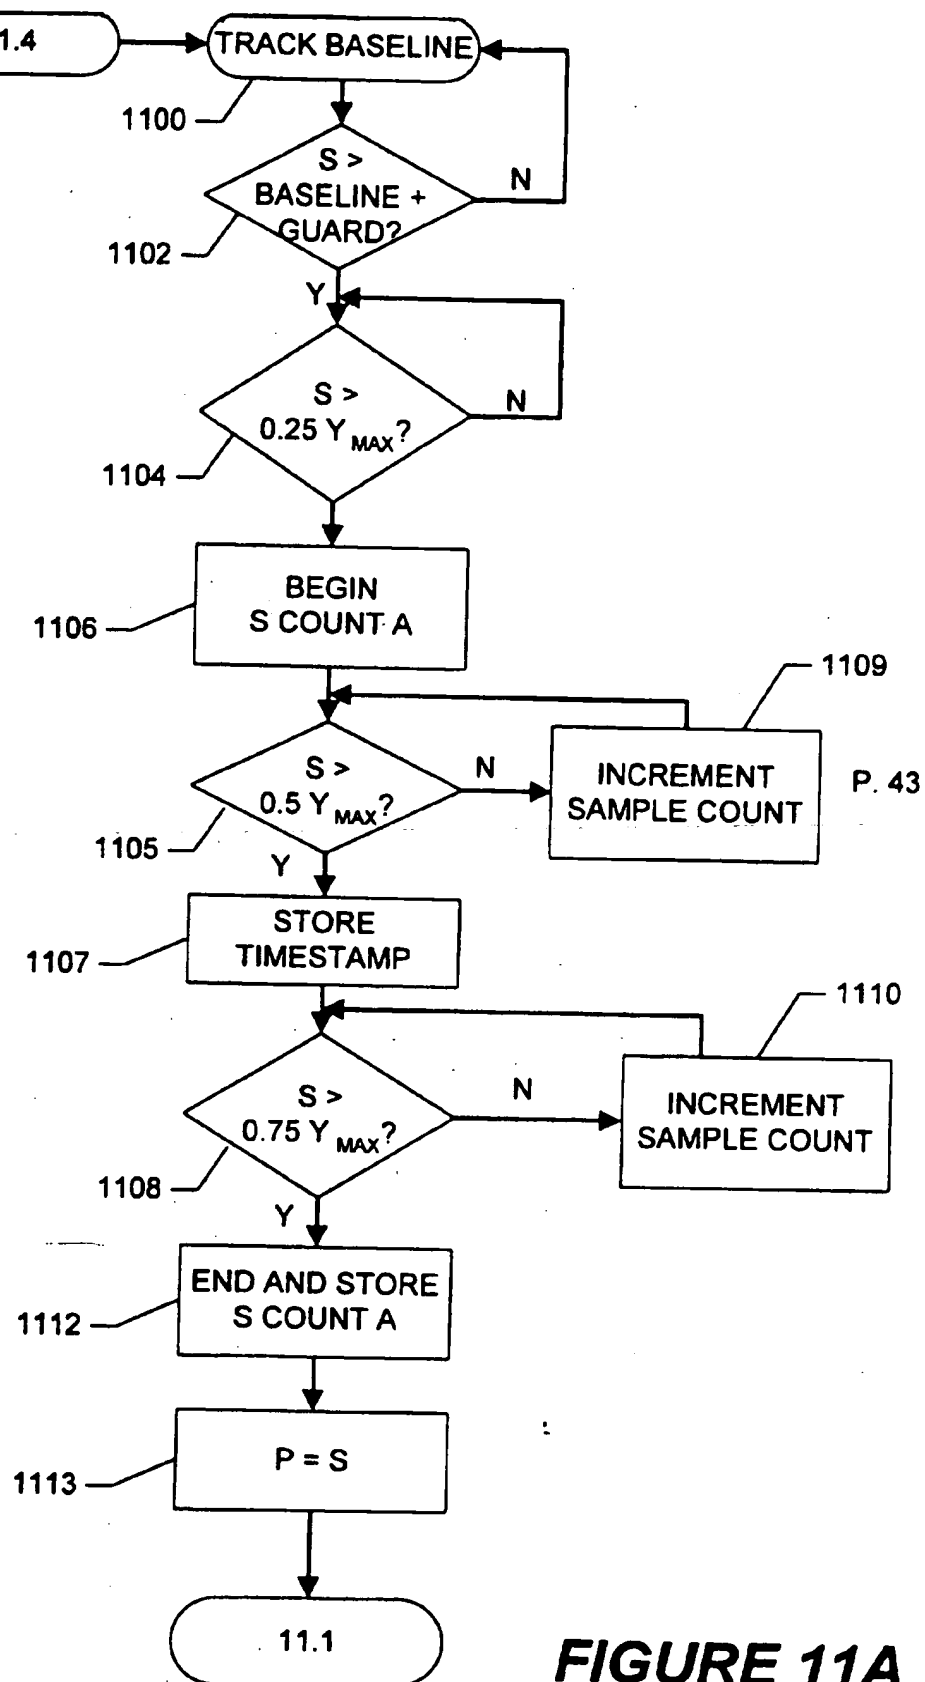 1.4
TRACK BASELINE
1100
S >
BASELINE +
GUARD?
N
1102
Y
S >
0.25 Y MAX?
N
1104
BEGIN
S COUNT A
1106
1109
S >
0.5 Y MAX?
N
INCREMENT
SAMPLE COUNT
P. 43
1105
Y
STORE
TIMESTAMP
1107
1110
S >
0.75 Y MAX?
N
INCREMENT
SAMPLE COUNT
1108
Y
END AND STORE
S COUNT A
1112
P = S
1113
11.1
FIGURE 11A